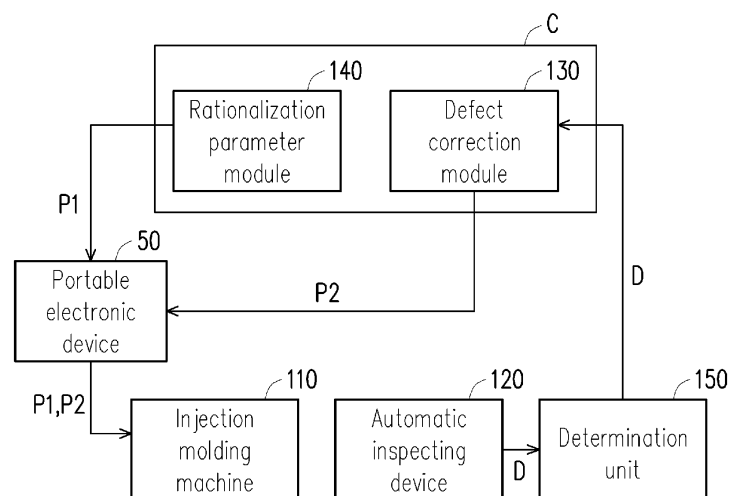 C
140
130
Rationalization
parameter
module
Defect
correction
module
P1
50
Portable
electronic
device
P2
D
P1,P2
110
120
150
Injection
molding
machine
Automatic
inspecting
device
D
Determination
unit